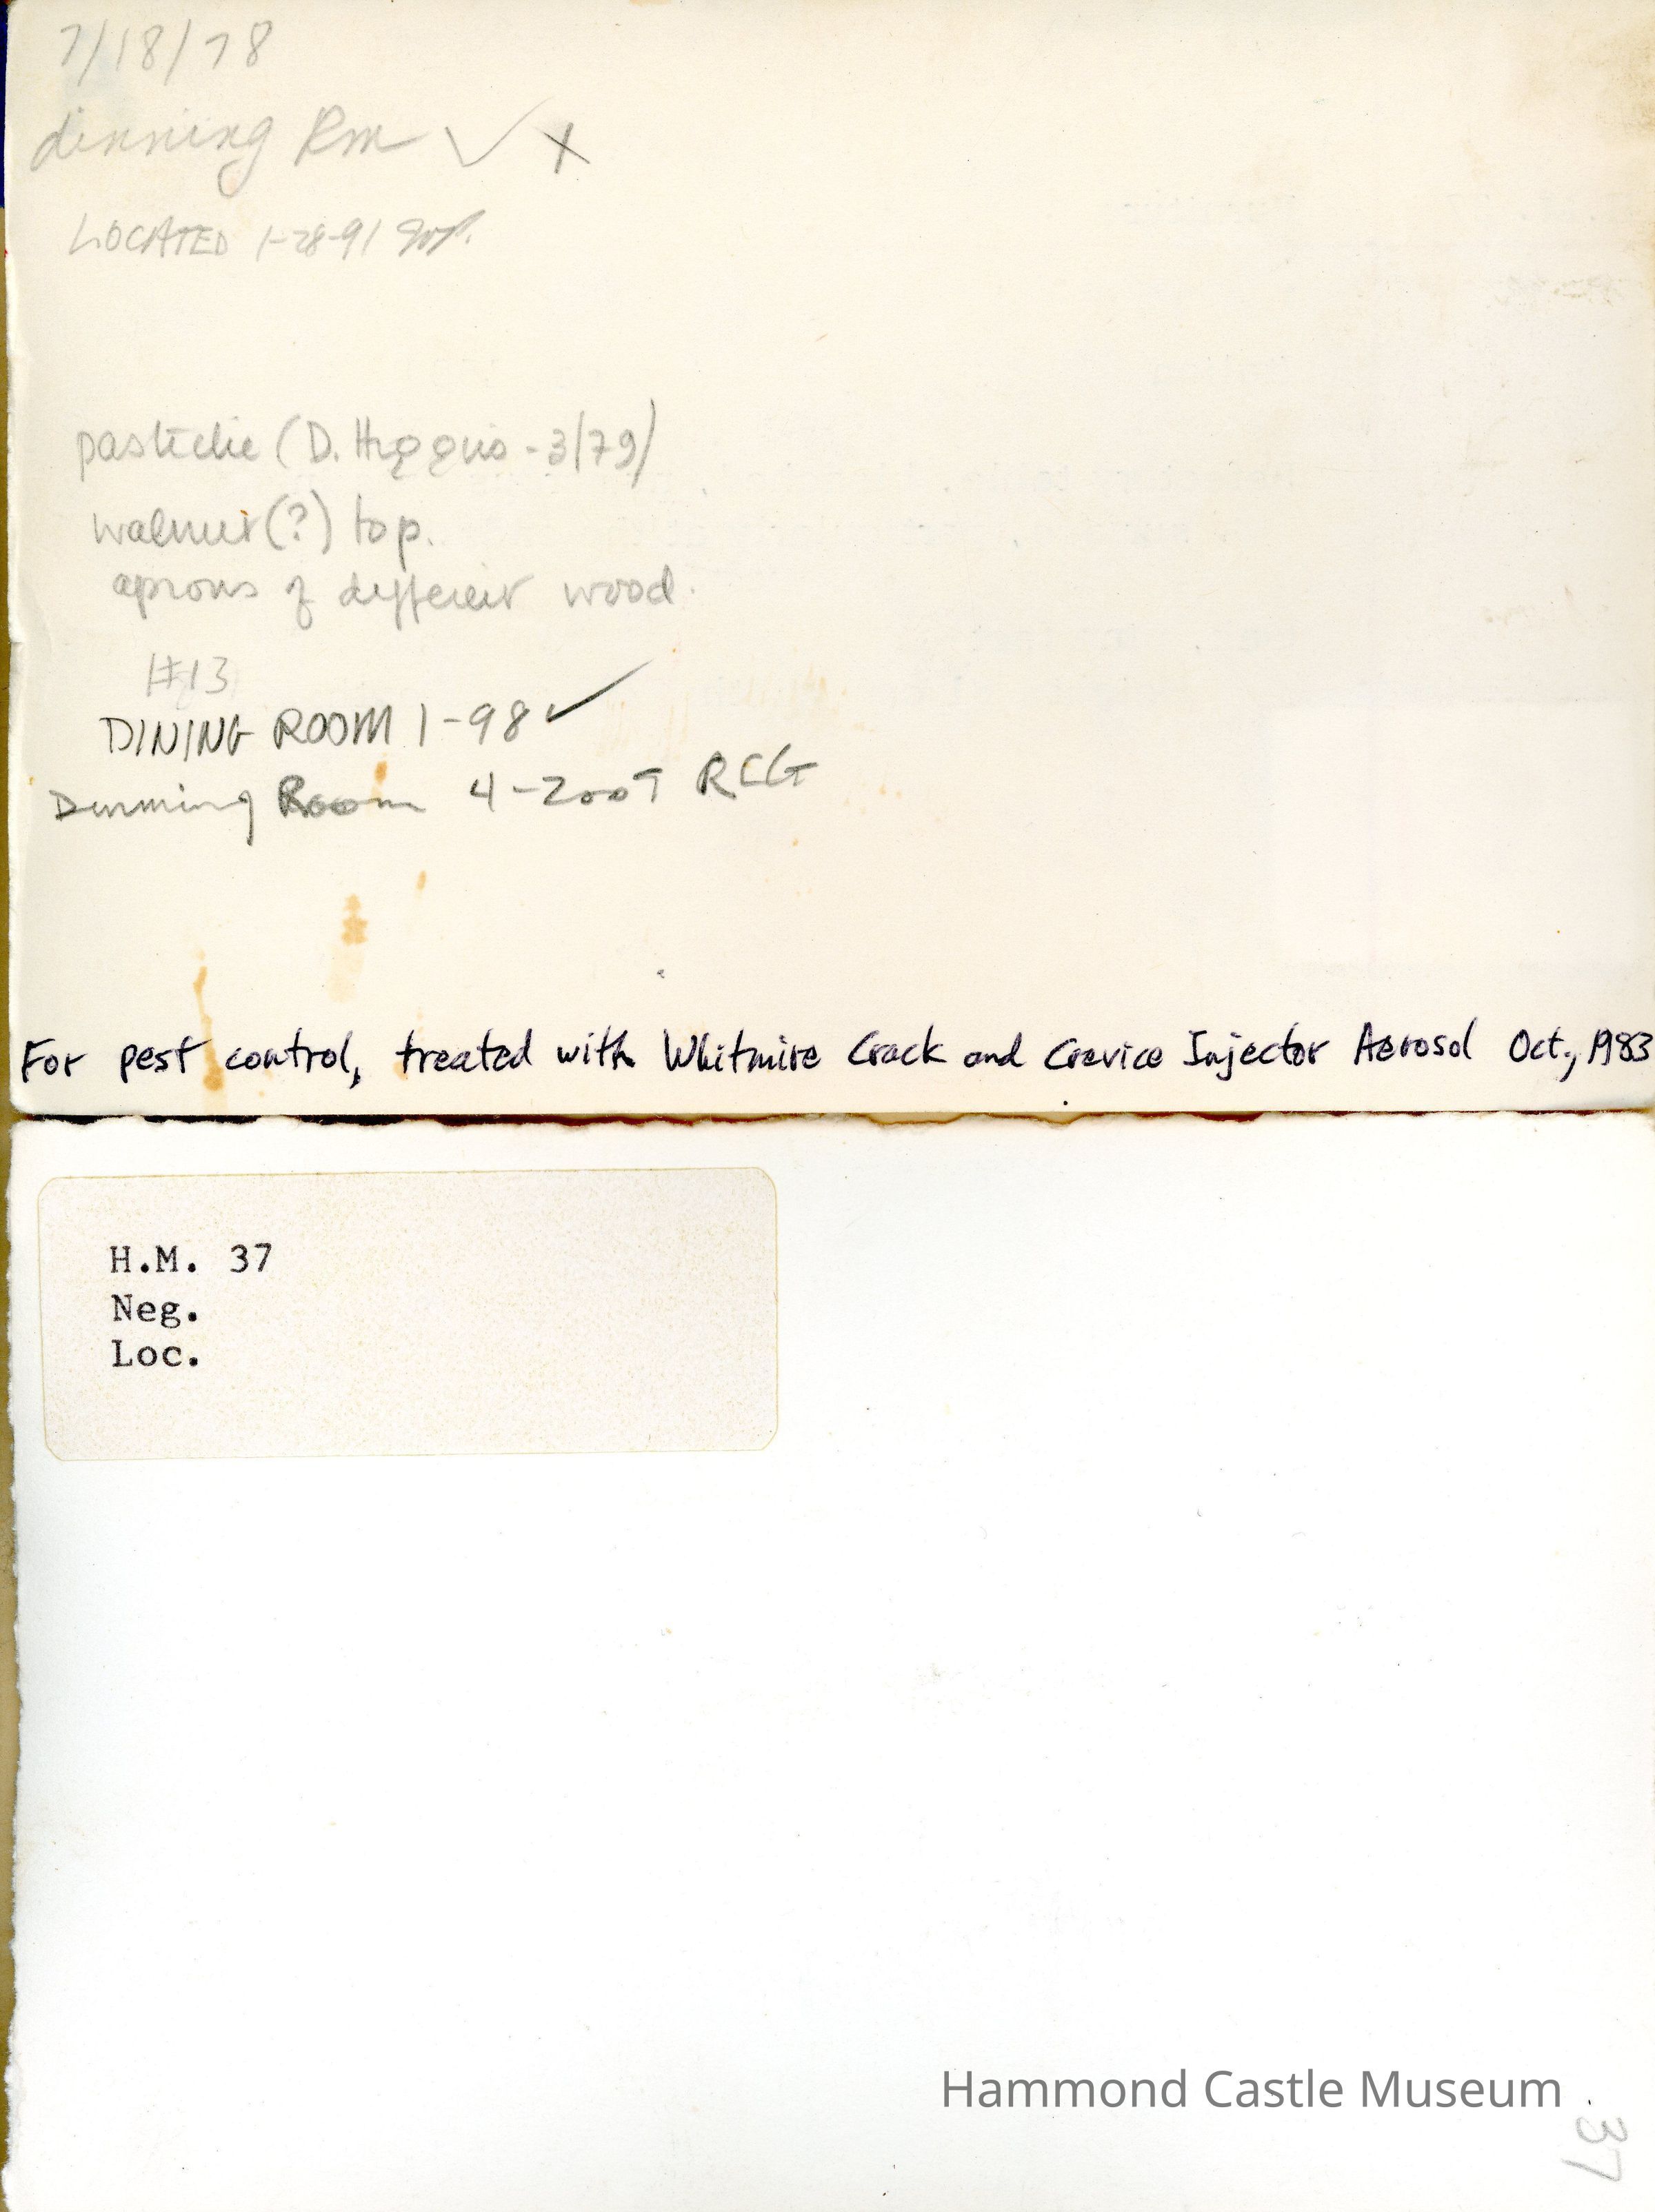 7/18/78
dinning Rm ✓ x
LOCATED 1-28-91
pastiche (D. Higgins - 3/79)
walnut(?) top.
aprons of different wood.
#13
DINING ROOM 1-98 ✓
Room 4-2005 RCG
For pest control, treated with Whitmire Crack and Crevice Injector Aerosol Oct., 1983
H.M. 37
Neg.
Loc.
Hammond Castle Museum
37